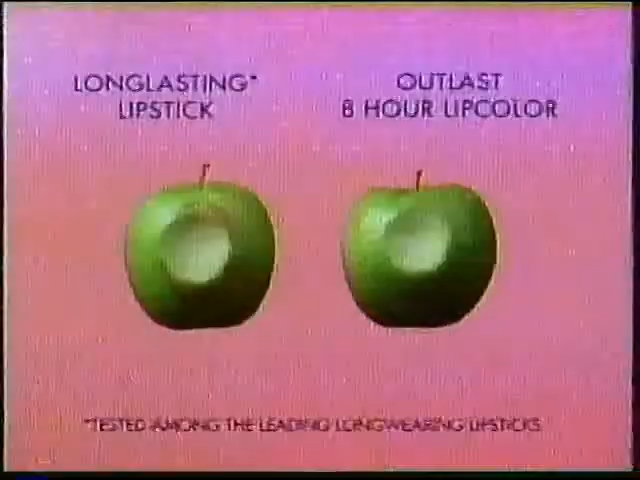 LONGLASTING*
LIPSTICK
OUTLAST
8 HOUR LIPCOLOR
*TESTED AMONG THE LEADING LONGWEARING LIPSTICKS